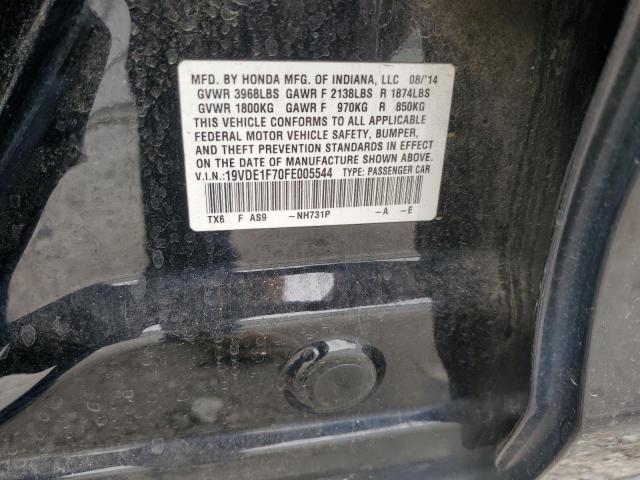 MFD. BY HONDA MFG. OF INDIANA, LLC 08/'14
GVWR 3968LBS GAWR F 2138LBS R 1874LBS
GVWR 1800KG GAWR F 970KG R 850KG
THIS VEHICLE CONFORMS TO ALL APPLICABLE
FEDERAL MOTOR VEHICLE SAFETY, BUMPER,
AND THEFT PREVENTION STANDARDS IN EFFECT
ON THE DATE OF MANUFACTURE SHOWN ABOVE.
V.I.N.:19VDE1F70FE005544 TYPE: PASSENGER CAR
TX6 F AS9 -NH731P -A -E